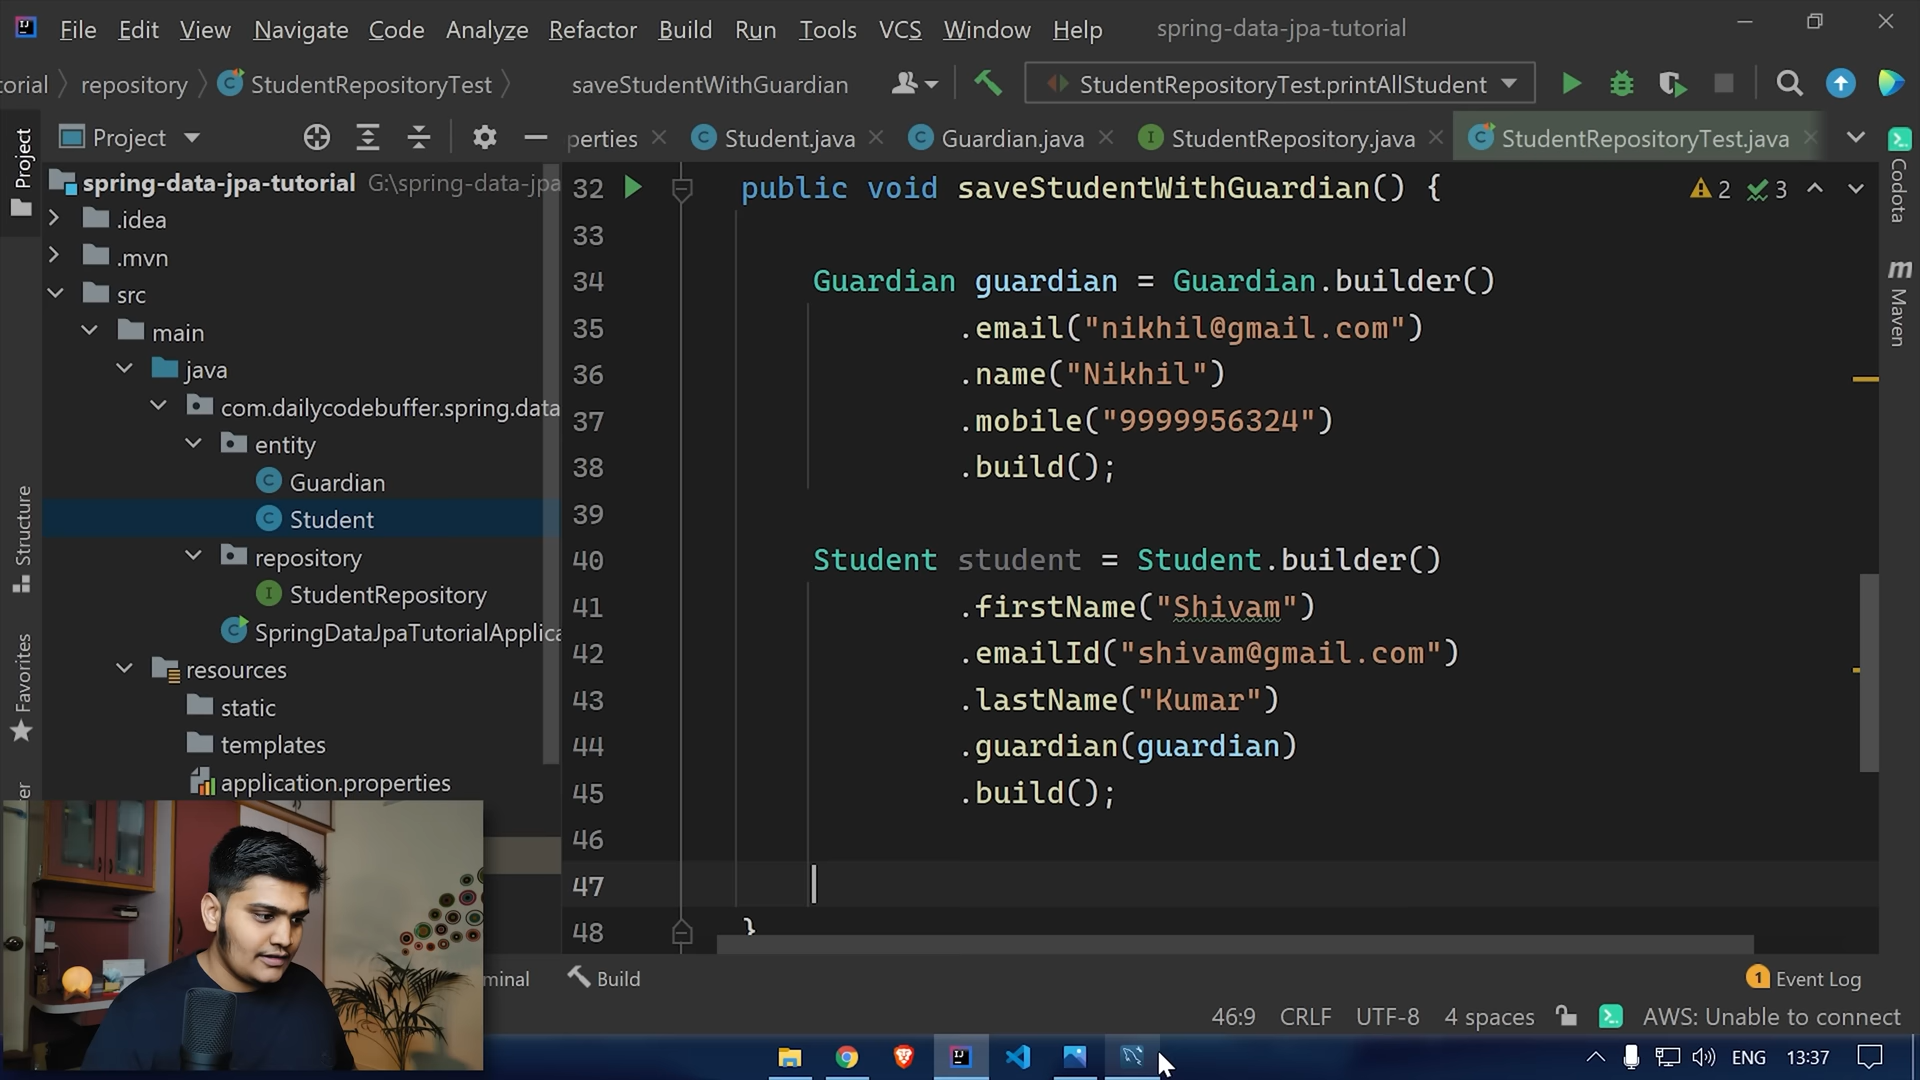 File Edit View Navigate Code Analyze Refactor Build Run Tools VCS Window Help spring-data-jpa-tutorial
torial repository StudentRepositoryTest saveStudentWithGuardian StudentRepositoryTest.printAllStudent
Project
perties Student.java Guardian.java StudentRepository.java StudentRepositoryTest.java
Project
Structure
Favorites
spring-data-jpa-tutorial G:\spring-data-jpa
.idea
.mvn
src
main
java
com.dailycodebuffer.spring.data
entity
Guardian
Student
repository
StudentRepository
SpringDataJpaTutorialApplica
resources
static
templates
application.properties
32 public void saveStudentWithGuardian() {
33
34 Guardian guardian = Guardian.builder()
35 .email("nikhil@gmail.com")
36 .name("Nikhil")
37 .mobile("9999956324")
38 .build();
39
40 Student student = Student.builder()
41 .firstName("Shivam")
42 .emailId("shivam@gmail.com")
43 .lastName("Kumar")
44 .guardian(guardian)
45 .build();
46
47
48 }
2 3
Codota
m Maven
minal Build 1 Event Log
46:9 CRLF UTF-8 4 spaces AWS: Unable to connect
ENG 13:37